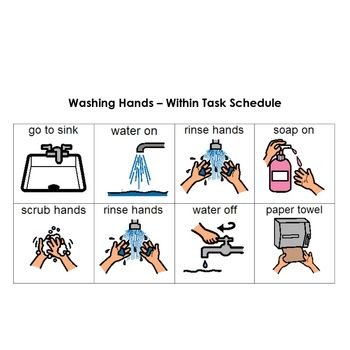 Washing Hands – Within Task Schedule
go to sink
water on
rinse hands
soap on
scrub hands
rinse hands
water off
paper towel